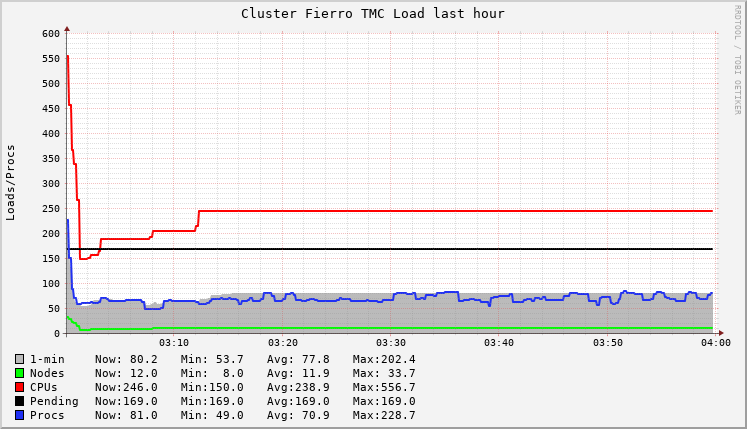 Cluster Fierro TMC Load last hour
RRDTOOL / TOBI OETIKER
Loads/Procs
600
550
500
450
400
350
300
250
200
150
100
50
0
03:10 03:20 03:30 03:40 03:50 04:00
1-min Now: 80.2 Min: 53.7 Avg: 77.8 Max:202.4
Nodes Now: 12.0 Min: 8.0 Avg: 11.9 Max: 33.7
CPUs Now:246.0 Min:150.0 Avg:238.9 Max:556.7
Pending Now:169.0 Min:169.0 Avg:169.0 Max:169.0
Procs Now: 81.0 Min: 49.0 Avg: 70.9 Max:228.7